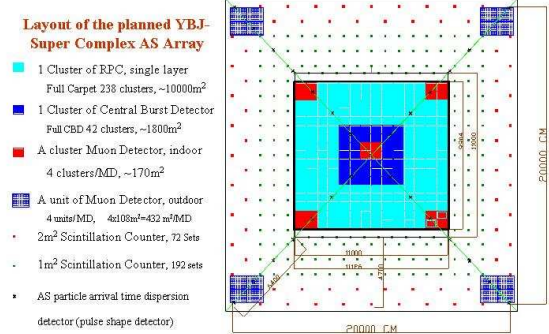 Layout of the planned YBJ-
Super Complex AS Array
1 Cluster of RPC, single layer
Full Carpet 238 clusters, ~10000m²
1 Cluster of Central Burst Detector
Full CBD 42 clusters, ~1800m²
A cluster Muon Detector, indoor
4 clusters/MD, ~170m²
A unit of Muon Detector, outdoor
4 units/MD, 4x108m²=432 m²/MD
2m² Scintillation Counter, 72 Sets
1m² Scintillation Counter, 192 sets
AS particle arrival time dispersion
detector (pulse shape detector)
11000
20000 CM
20000 CM